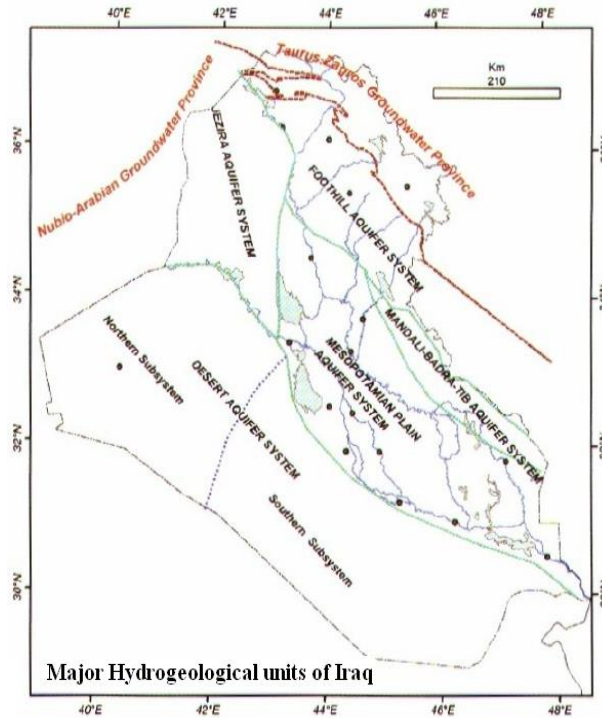 40°E 42°E 44°E 46°E 48°E
Taurus-Zagros Groundwater Province
Km
210
Nubio-Arabian Groundwater Province
36°N
JEZIRA AQUIFER SYSTEM
FOOTHILL AQUIFER SYSTEM
34°N
Northern Subsystem
DESERT AQUIFER SYSTEM
MESOPOTAMIAN PLAIN
AQUIFER SYSTEM
MANDALI-BADRA-TIB AQUIFER SYSTEM
32°N
Southern Subsystem
30°N
Major Hydrogeological units of Iraq
40°E 42°E 44°E 46°E 48°E